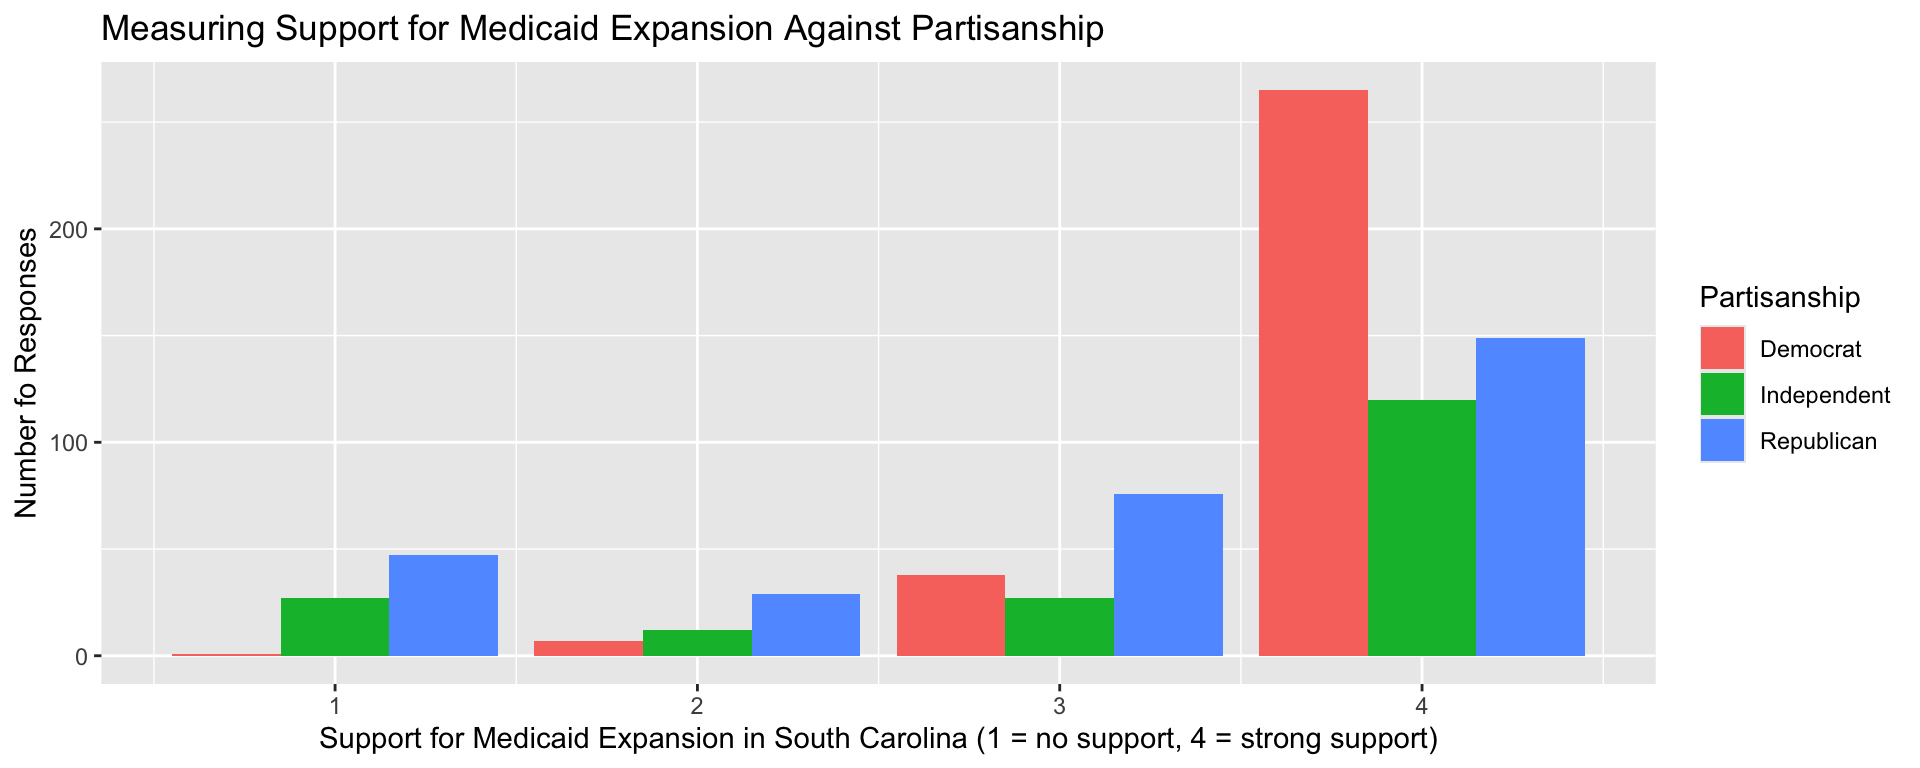 Measuring Support for Medicaid Expansion Against Partisanship
Number fo Responses
200
100
0
1 2 3 4
Support for Medicaid Expansion in South Carolina (1 = no support, 4 = strong support)
Partisanship
Democrat
Independent
Republican